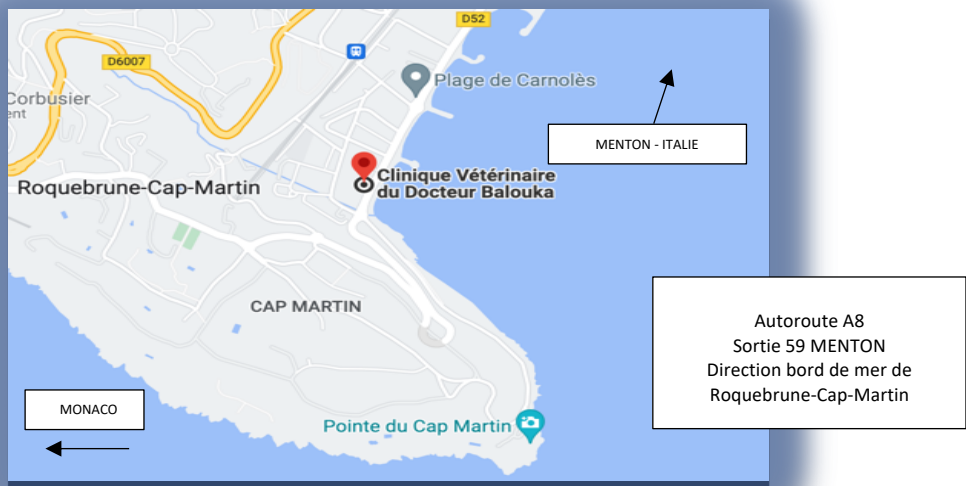 D52
D6007
Plage de Carnolès
Corbusier
ent
MENTON - ITALIE
Clinique Vétérinaire
du Docteur Balouka
Roquebrune-Cap-Martin
CAP MARTIN
Autoroute A8
Sortie 59 MENTON
Direction bord de mer de
Roquebrune-Cap-Martin
MONACO
Pointe du Cap Martin